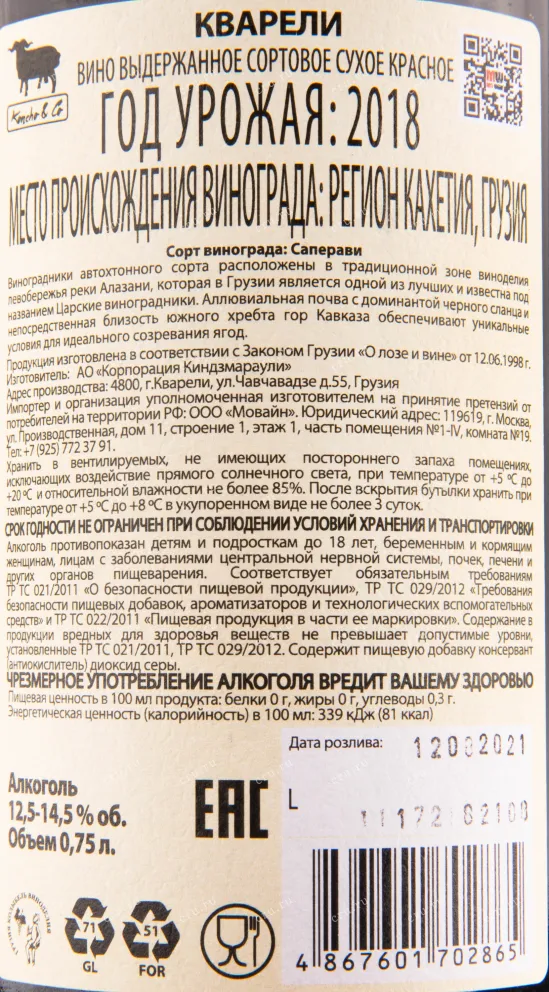 КВАРЕЛИ
ВИНО ВЫДЕРЖАННОЕ СОРТОВОЕ СУХОЕ КРАСНОЕ
Koncho & Co
ГОД УРОЖАЯ: 2018
МЕСТО ПРОИСХОЖДЕНИЯ ВИНОГРАДА: РЕГИОН КАХЕТИЯ, ГРУЗИЯ
Сорт винограда: Саперави
Виноградники автохтонного сорта расположены в традиционной зоне виноделия
левобережья реки Алазани, которая в Грузии является одной из лучших и известна под
названием Царские виноградники. Аллювиальная почва с доминантой черного сланца и
непосредственная близость южного хребта гор Кавказа обеспечивают уникальные
условия для идеального созревания ягод.
Продукция изготовлена в соответствии с Законом Грузии «О лозе и вине» от 12.06.1998 г.
Изготовитель: АО «Корпорация Киндзмараули»
Адрес производства: 4800, г.Кварели, ул.Чавчавадзе д.55, Грузия
Импортер и организация уполномоченная изготовителем на принятие претензий от
потребителей на территории РФ: ООО «Мовайн». Юридический адрес: 119619, г. Москва,
ул. Производственная, дом 11, строение 1, этаж 1, часть помещения №1-IV, комната №19.
Тел: +7 (925) 772 37 91.
Хранить в вентилируемых, не имеющих постороннего запаха помещениях,
исключающих воздействие прямого солнечного света, при температуре от +5 ºС до
+20 ºС и относительной влажности не более 85%. После вскрытия бутылки хранить при
температуре от +5 ºС до +8 ºС в укупоренном виде не более 3 суток.
СРОК ГОДНОСТИ НЕ ОГРАНИЧЕН ПРИ СОБЛЮДЕНИИ УСЛОВИЙ ХРАНЕНИЯ И ТРАНСПОРТИРОВКИ
Алкоголь противопоказан детям и подросткам до 18 лет, беременным и кормящим
женщинам, лицам с заболеваниями центральной нервной системы, почек, печени и
других органов пищеварения. Соответствует обязательным требованиям
ТР ТС 021/2011 "О безопасности пищевой продукции», ТР ТС 029/2012 «Требования
безопасности пищевых добавок, ароматизаторов и технологических вспомогательных
средств» и ТР ТС 022/2011 «Пищевая продукция в части ее маркировки». Содержание в
продукции вредных для здоровья веществ не превышает допустимые уровни,
установленные ТР ТС 021/2011, ТР ТС 029/2012. Содержит пищевую добавку консервант
(антиокислитель) диоксид серы.
ЧРЕЗМЕРНОЕ УПОТРЕБЛЕНИЕ АЛКОГОЛЯ ВРЕДИТ ВАШЕМУ ЗДОРОВЬЮ
Пищевая ценность в 100 мл продукта: белки 0 г, жиры 0 г, углеводы 0,3 г.
Энергетическая ценность (калорийность) в 100 мл: 339 кДж (81 ккал)
Дата розлива: 12082021
L
Алкоголь
12,5-14,5 % об.
Объем 0,75 л.
ЕАС
71
GL
51
FOR
4 867601 702865